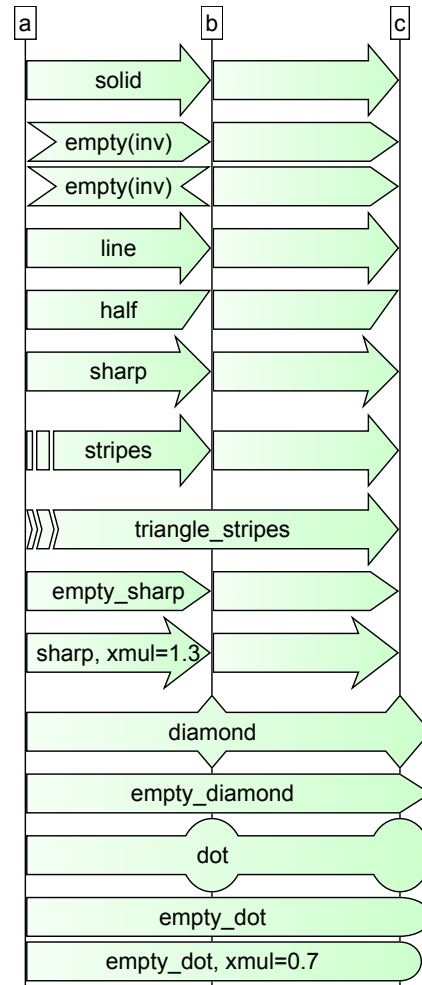 a b c
solid
empty(inv)
empty(inv)
line
half
sharp
stripes
triangle_stripes
empty_sharp
sharp, xmul=1.3
diamond
empty_diamond
dot
empty_dot
empty_dot, xmul=0.7